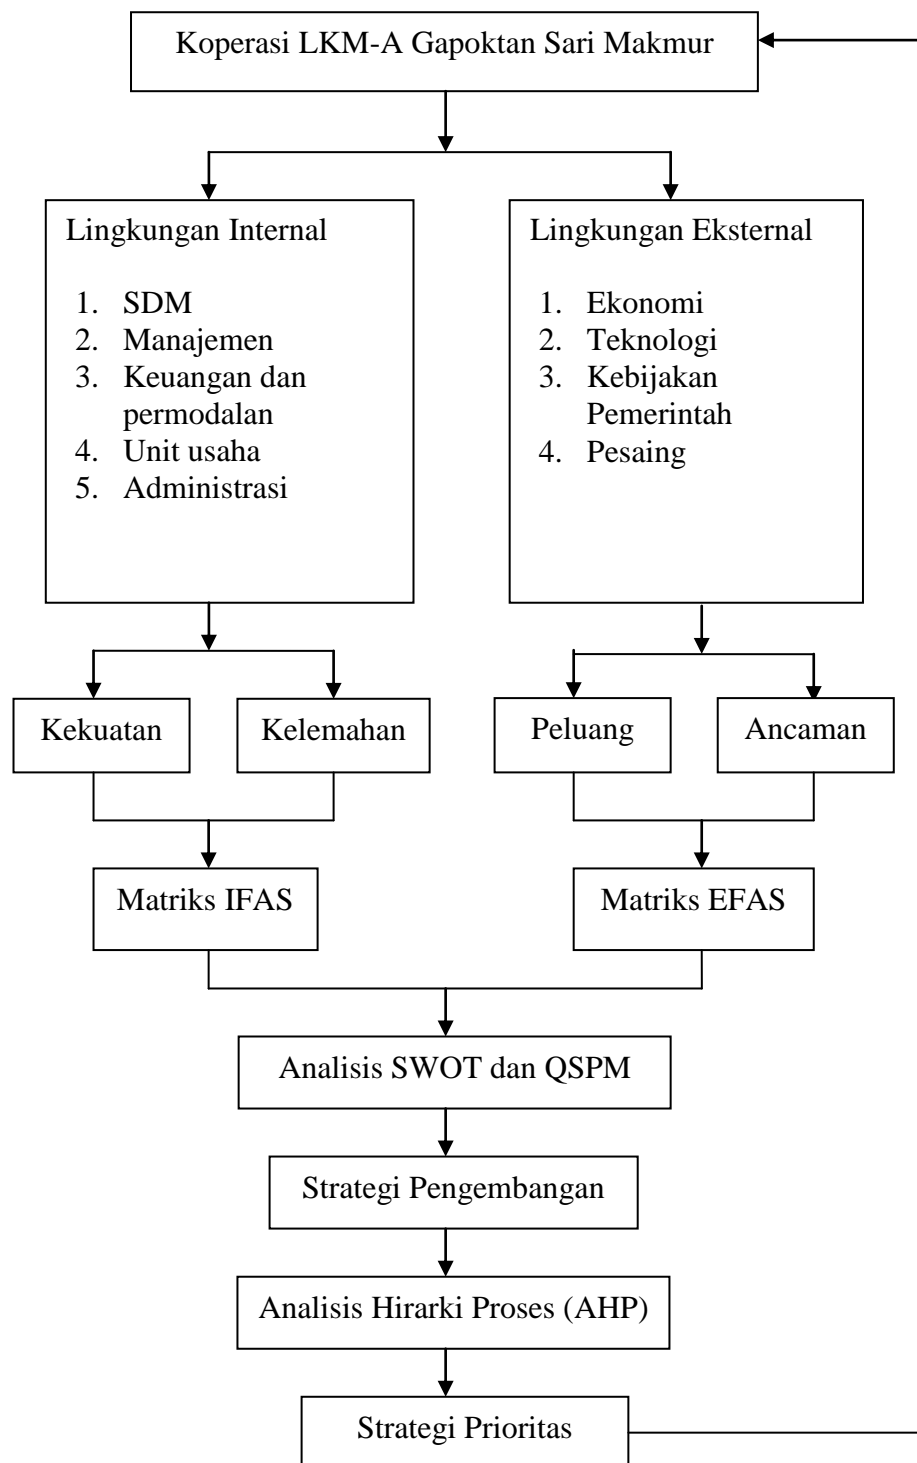 Koperasi LKM-A Gapoktan Sari Makmur
Lingkungan Internal
1. SDM
2. Manajemen
3. Keuangan dan
permodalan
4. Unit usaha
5. Administrasi
Lingkungan Eksternal
1. Ekonomi
2. Teknologi
3. Kebijakan
Pemerintah
4. Pesaing
Kekuatan
Kelemahan
Peluang
Ancaman
Matriks IFAS
Matriks EFAS
Analisis SWOT dan QSPM
Strategi Pengembangan
Analisis Hirarki Proses (AHP)
Strategi Prioritas